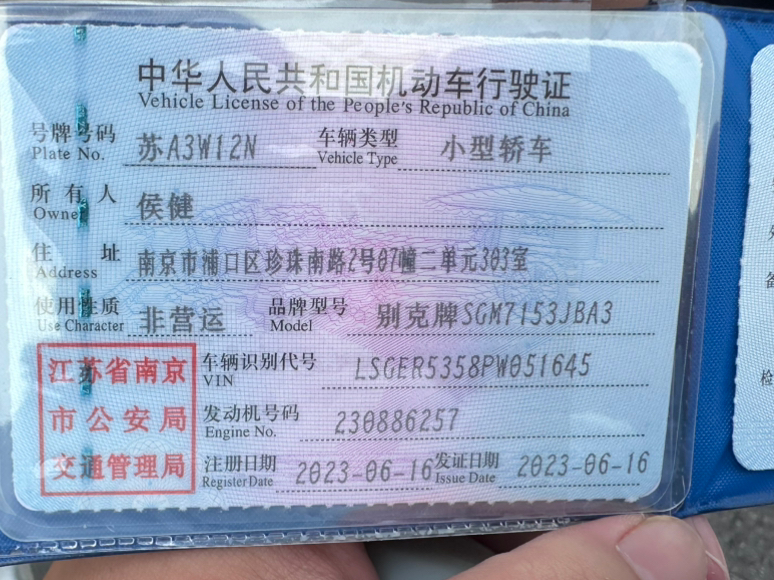 中华人民共和国机动车行驶证
Vehicle License of the People's Republic of China
号牌号码 苏A3W12N 车辆类型 小型轿车
Plate No. Vehicle Type
所有人 侯健
Owner
住址 南京市浦口区珍珠南路2号07幢二单元303室
Address
使用性质 非营运 品牌型号 别克牌SGM7153JBA3
Use Character Model
江苏省南京
市公安局
交通管理局
车辆识别代号 LSGER5358PW051645
VIN
发动机号码 230886257
Engine No.
注册日期 2023-06-16 发证日期 2023-06-16
Register Date Issue Date
备
检